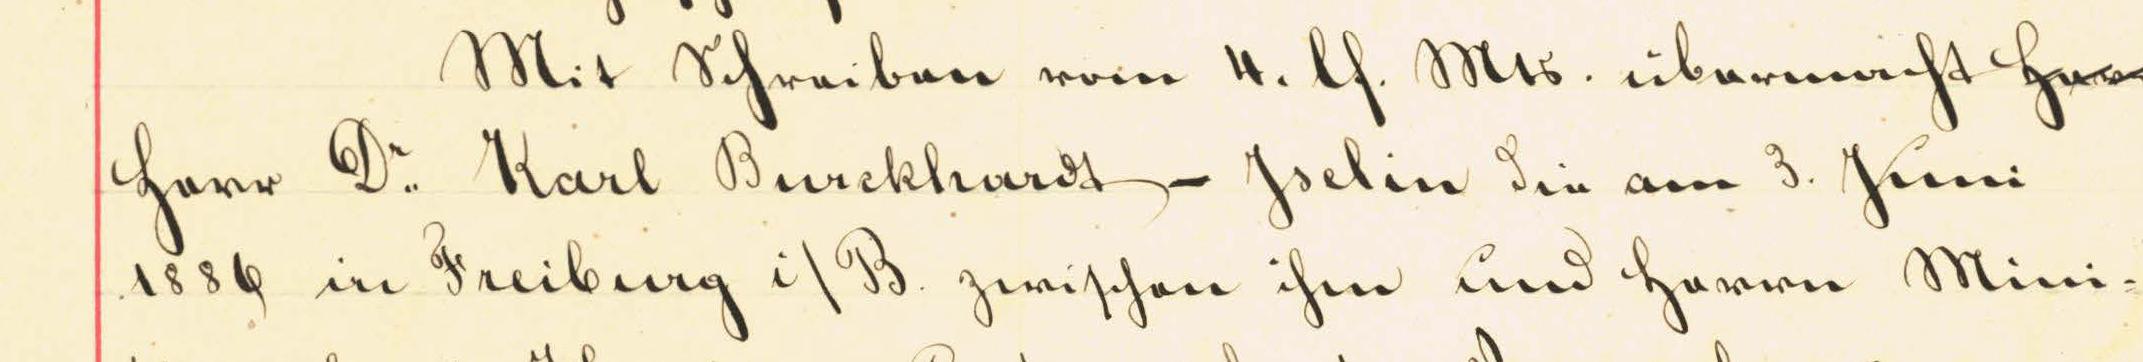 Mit Schreiben vom 4. lf. Mts. übermacht Herr
Herr Dr. Karl Burckhardt-Iselin die am 3. Juni
1886 in Freiburg i/B. zwischen ihm und Herrn Mini-